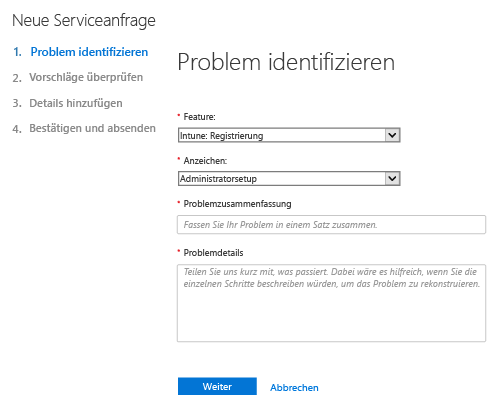 Neue Serviceanfrage
1. Problem identifizieren
2. Vorschläge überprüfen
3. Details hinzufügen
4. Bestätigen und absenden
Problem identifizieren
* Feature:
Intune: Registrierung
* Anzeichen:
Administratorsetup
* Problemzusammenfassung
Fassen Sie Ihr Problem in einem Satz zusammen.
* Problemdetails
Teilen Sie uns kurz mit, was passiert. Dabei wäre es hilfreich, wenn Sie die
einzelnen Schritte beschreiben würden, um das Problem zu rekonstruieren.
Weiter Abbrechen